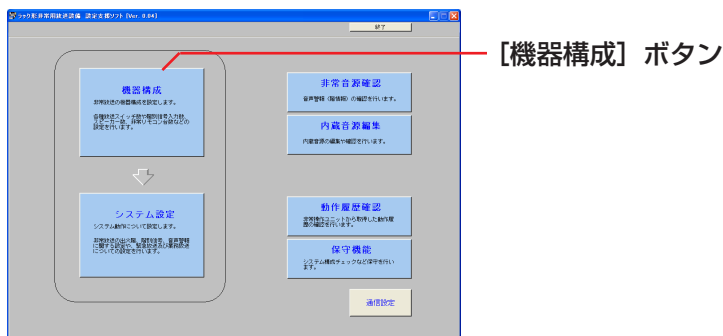 ラック形非常用放送設備 設定支援ソフト [Ver. 0.04]
終了
[機器構成] ボタン
機器構成
非常放送の機器構成を設定します。
各種放送スイッチ数や階別信号入力数、
スピーカー数、非常リモコン台数などの
設定を行います。
システム設定
システム動作について設定します。
非常放送の出火階、階別信号、音声警報
に関する設定や、緊急放送及び業務放送
についての設定を行います。
非常音源確認
音声警報(階情報)の確認を行います。
内蔵音源編集
内蔵音源の編集や確認を行います。
動作履歴確認
非常操作ユニットから取得した動作履
歴の確認を行います。
保守機能
システム構成チェックなど保守を行い
ます。
通信設定